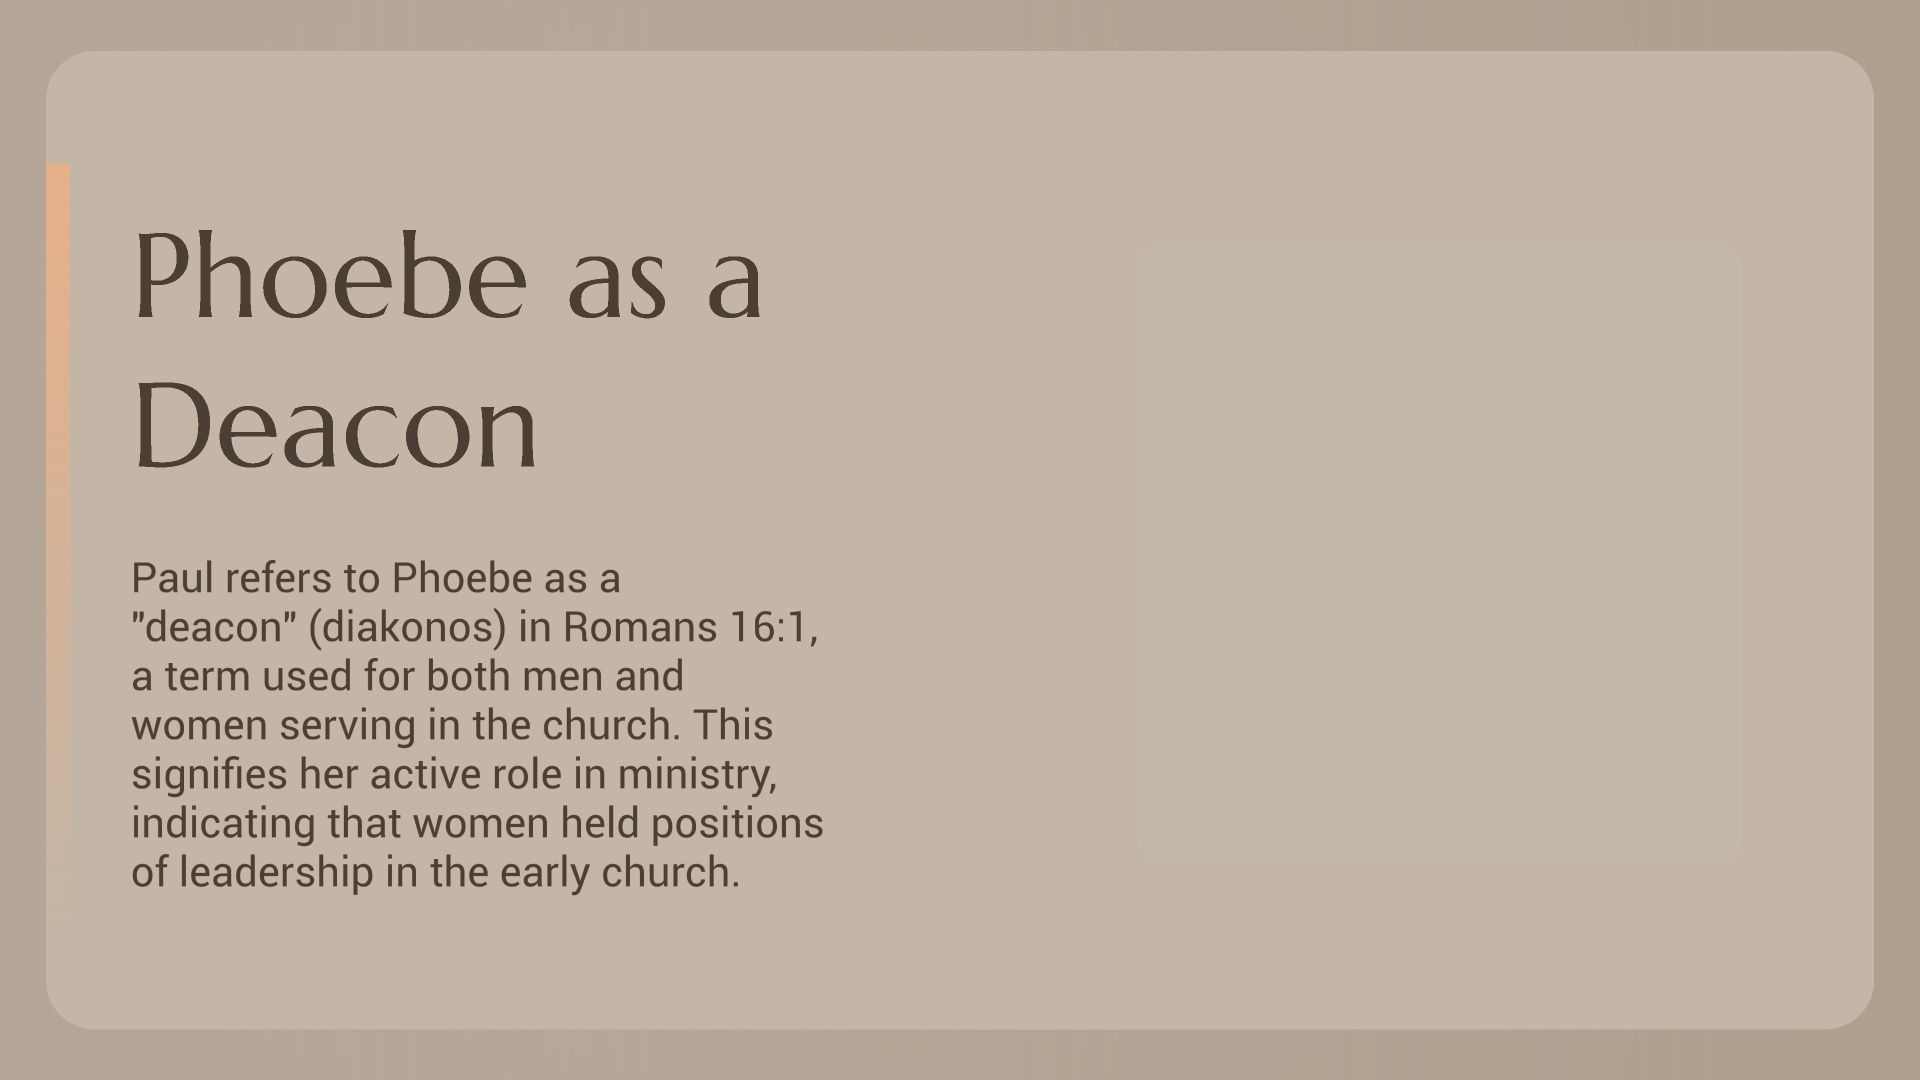 Phoebe as a
Deacon
Paul refers to Phoebe as a
"deacon" (diakonos) in Romans 16:1,
a term used for both men and
women serving in the church. This
signifies her active role in ministry,
indicating that women held positions
of leadership in the early church.